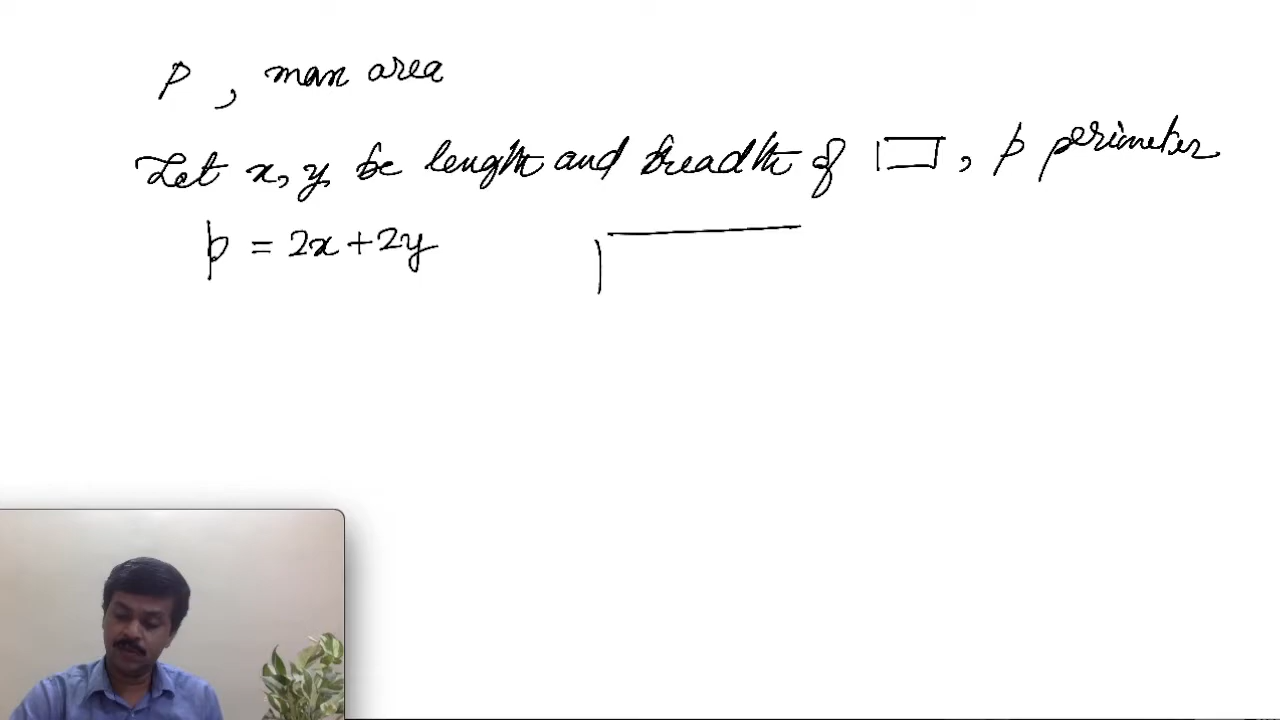 p, max area
Let x, y be length and breadth of ▭, p perimeter
p = 2x + 2y